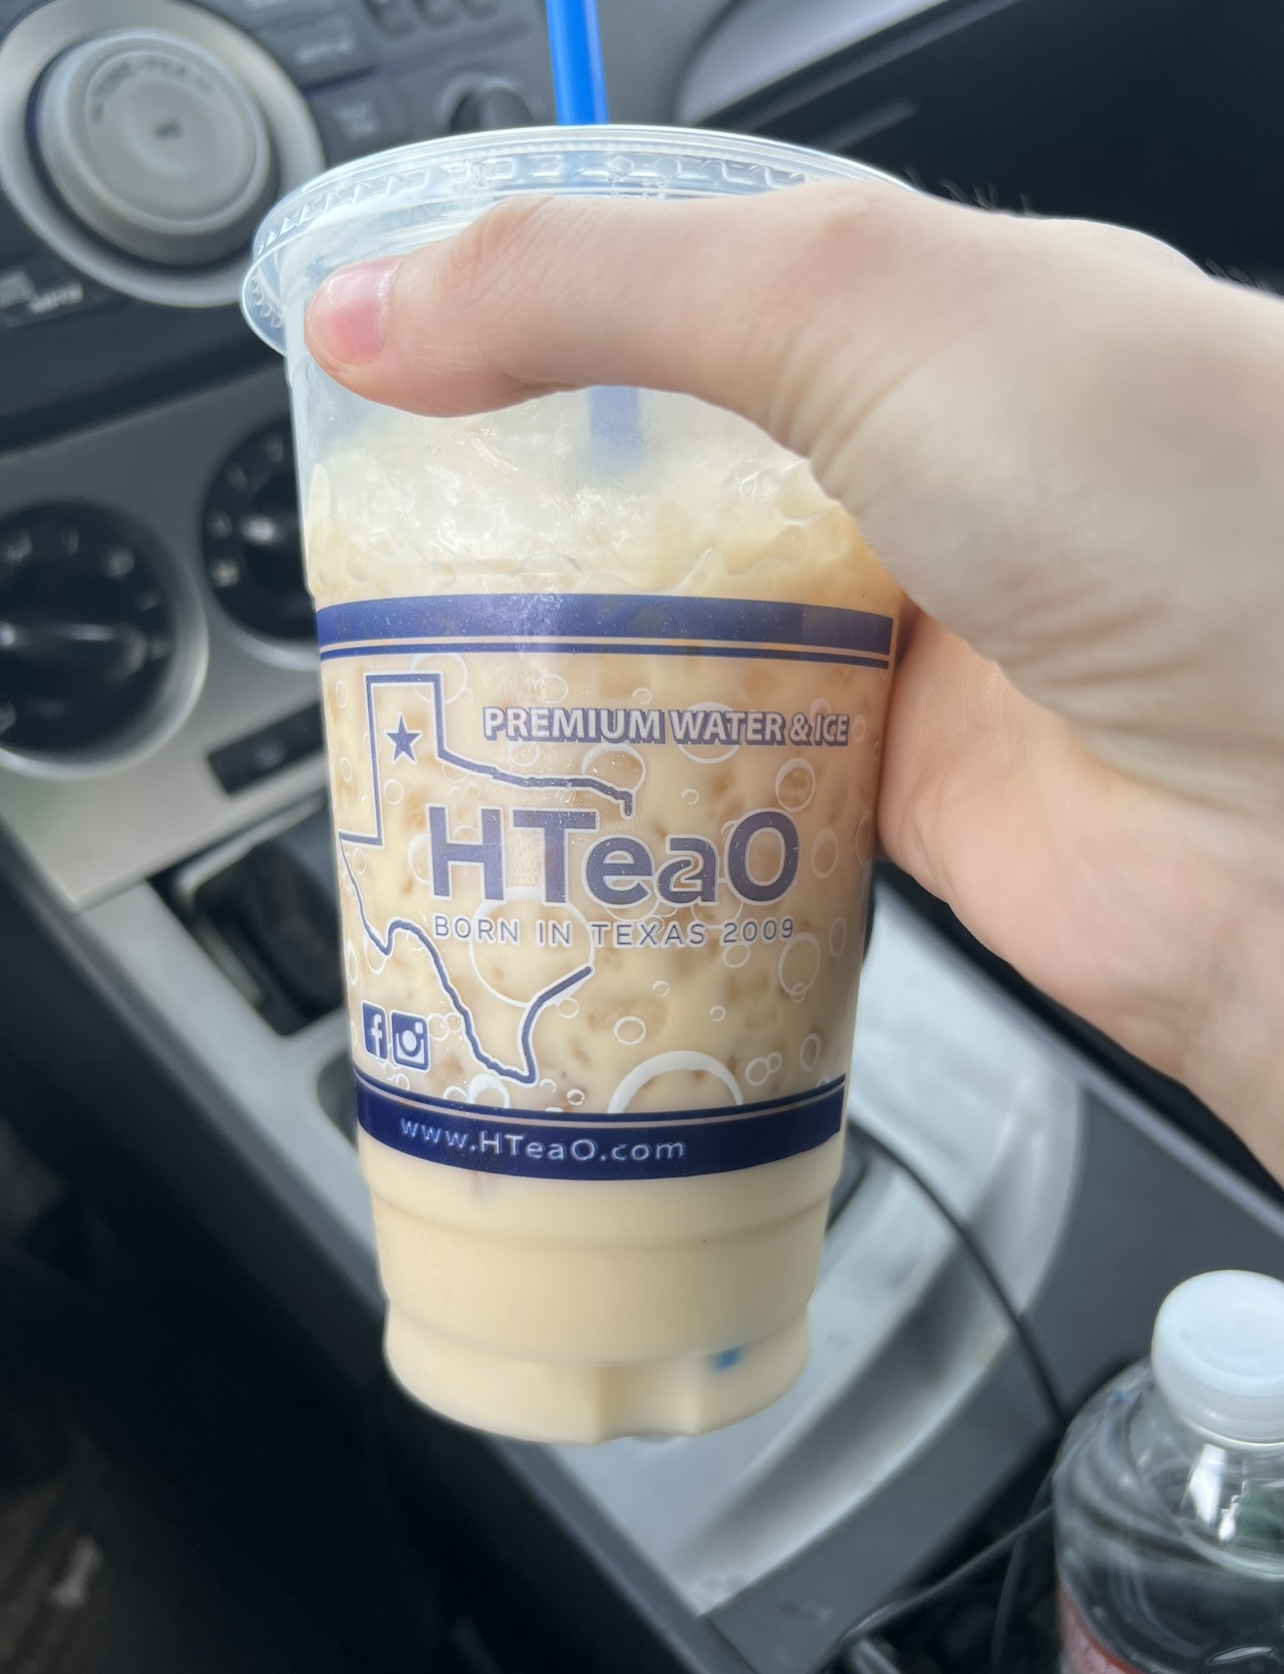 PREMIUM WATER & ICE
HTeaO
BORN IN TEXAS 2009
www.HTeaO.com